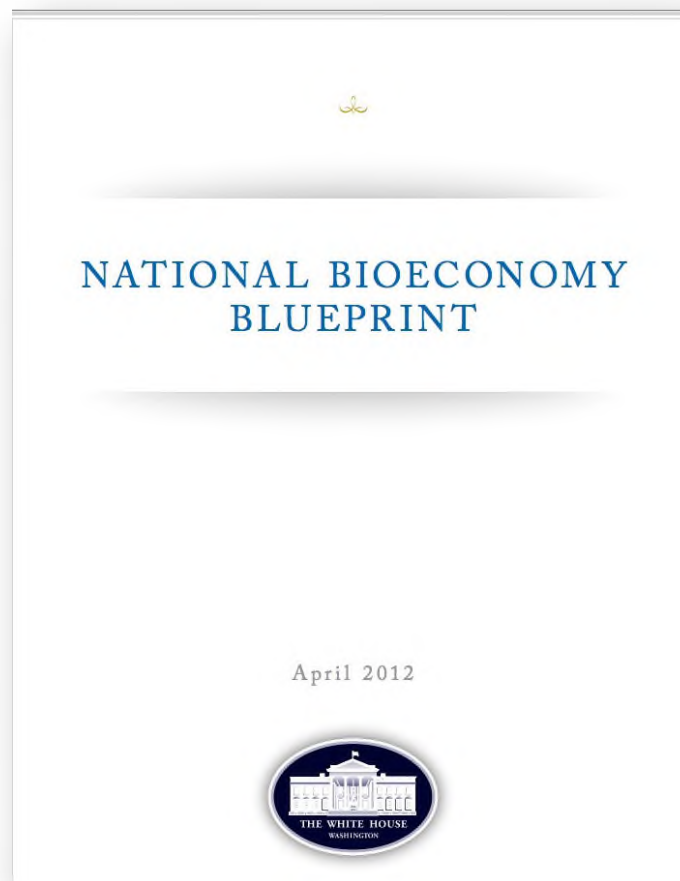 NATIONAL BIOECONOMY
BLUEPRINT
April 2012
THE WHITE HOUSE
WASHINGTON